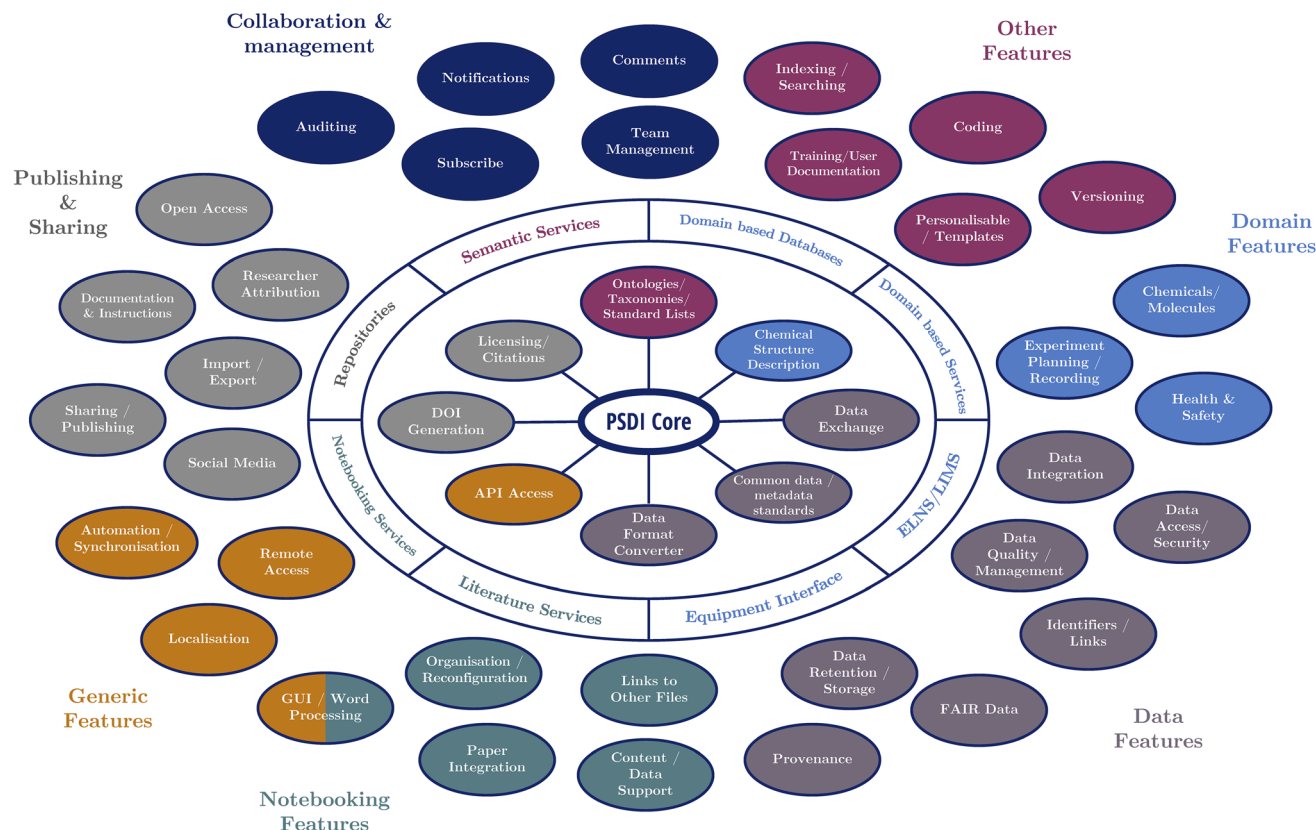 Collaboration &
management
Notifications
Comments
Auditing
Subscribe
Team
Management
Other
Features
Indexing /
Searching
Coding
Training/User
Documentation
Versioning
Personalisable
/ Templates
Publishing
&
Sharing
Open Access
Researcher
Attribution
Documentation
& Instructions
Import /
Export
Sharing /
Publishing
Social Media
Domain
Features
Chemicals/
Molecules
Experiment
Planning /
Recording
Health &
Safety
Semantic Services
Domain based Databases
Domain based Services
ELNS/LIMS
Equipment Interface
Literature Services
Notebooking Services
Repositories
Ontologies/
Taxonomies/
Standard Lists
Licensing/
Citations
Chemical
Structure
Description
DOI
Generation
PSDI Core
Data
Exchange
API Access
Data
Format
Converter
Common data /
metadata
standards
Data
Integration
Data
Access/
Security
Data
Quality /
Management
Identifiers /
Links
Data
Retention /
Storage
FAIR Data
Provenance
Data
Features
Automation /
Synchronisation
Remote
Access
Localisation
GUI / Word
Processing
Generic
Features
Organisation /
Reconfiguration
Links to
Other Files
Paper
Integration
Content /
Data
Support
Notebooking
Features